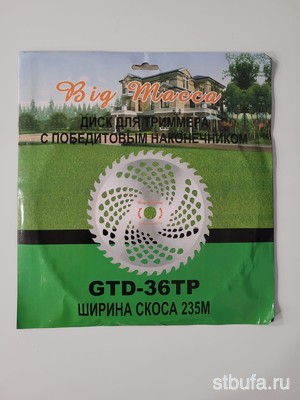 Big Macca
ДИСК ДЛЯ ТРИММЕРА
С ПОБЕДИТОВЫМ НАКОНЕЧНИКОМ
GTD-36TP
ШИРИНА СКОСА 235М
stbufa.ru